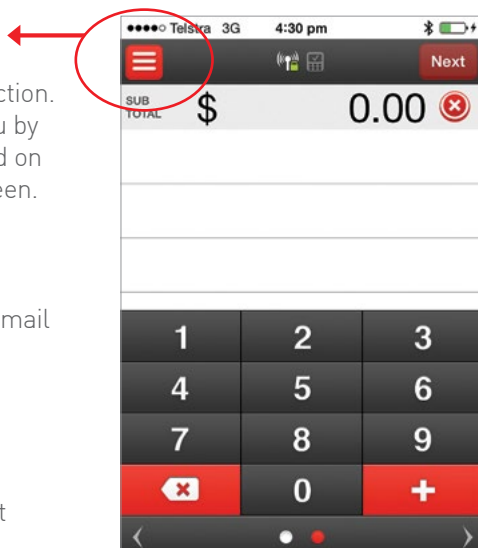 ction.
u by
d on
een.
mail
t
Telstra 3G 4:30 pm
Next
SUB
TOTAL $ 0.00
1 2 3
4 5 6
7 8 9
0 +